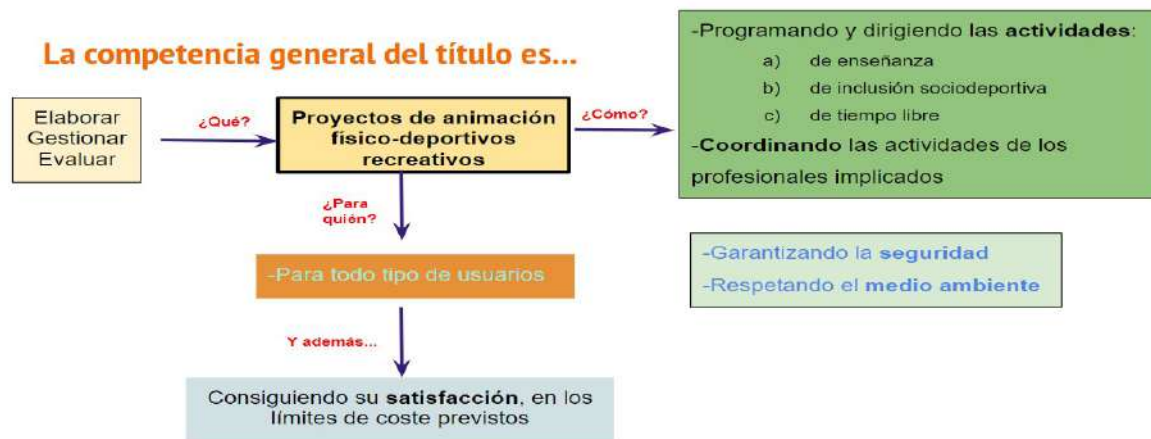 La competencia general del título es...
Elaborar
Gestionar
Evaluar
¿Qué?
Proyectos de animación
físico-deportivos
recreativos
¿Cómo?
-Programando y dirigiendo las actividades:
a) de enseñanza
b) de inclusión sociodeportiva
c) de tiempo libre
-Coordinando las actividades de los
profesionales implicados
¿Para
quién?
-Para todo tipo de usuarios
-Garantizando la seguridad
-Respetando el medio ambiente
Y además...
Consiguiendo su satisfacción, en los
límites de coste previstos